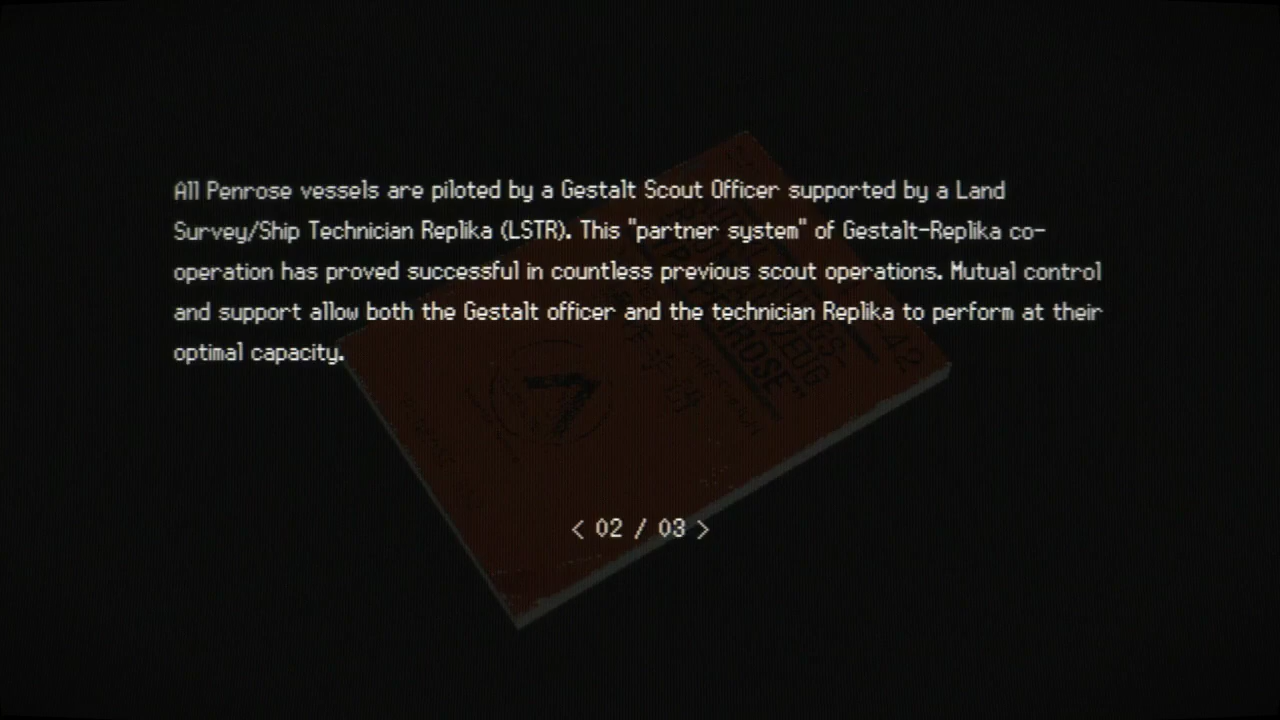 All Penrose vessels are piloted by a Gestalt Scout Officer supported by a Land
Survey/Ship Technician Replika (LSTR). This "partner system" of Gestalt-Replika co-
operation has proved successful in countless previous scout operations. Mutual control
and support allow both the Gestalt officer and the technician Replika to perform at their
optimal capacity.
< 02 / 03 >